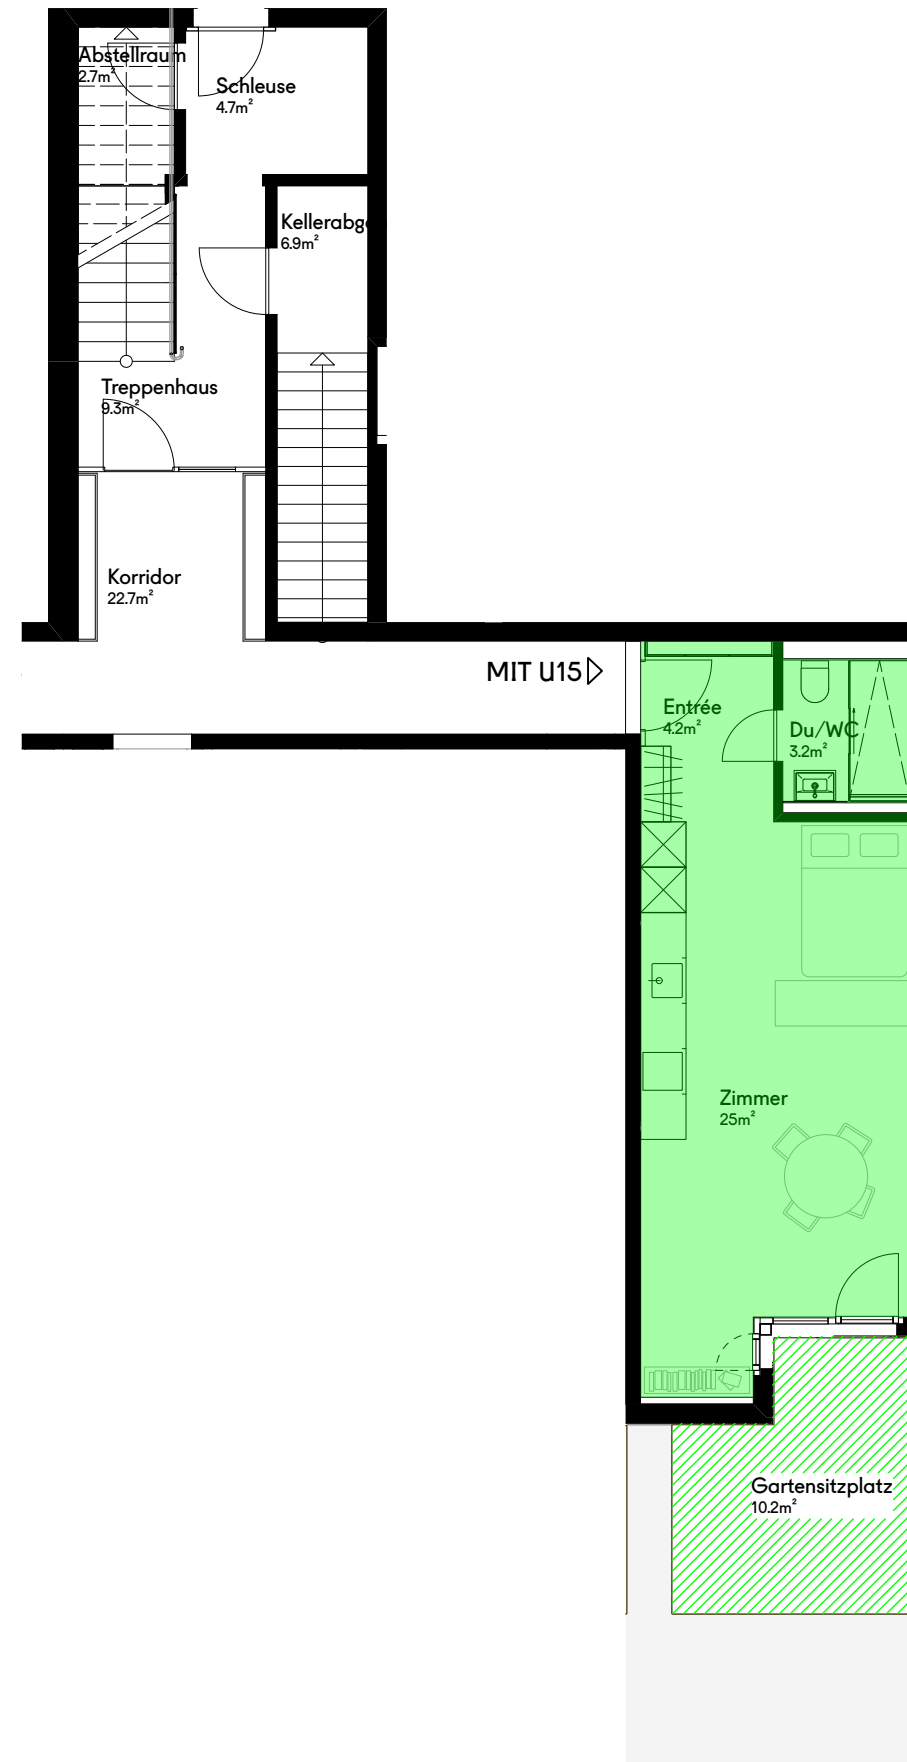 Abstellraum
2.7m²
Schleuse
4.7m²
6.9m²
Treppenhaus
9.3m²
Korridor
22.7m²
MIT U15
Entrée
4.2m²
Du/WC
3.2m²
Zimmer
25m²
Gartensitzplatz
10.2m²